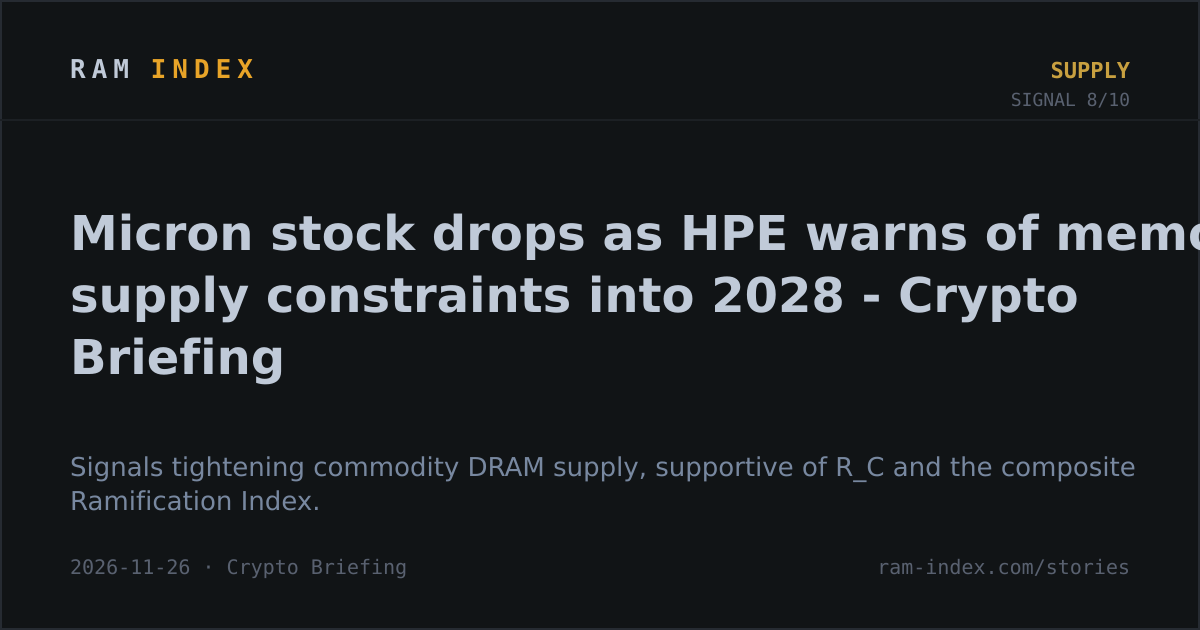 RAM INDEX
SUPPLY
SIGNAL 8/10
Micron stock drops as HPE warns of memo
supply constraints into 2028 - Crypto
Briefing
Signals tightening commodity DRAM supply, supportive of R_C and the composite
Ramification Index.
2026-11-26 · Crypto Briefing
ram-index.com/stories